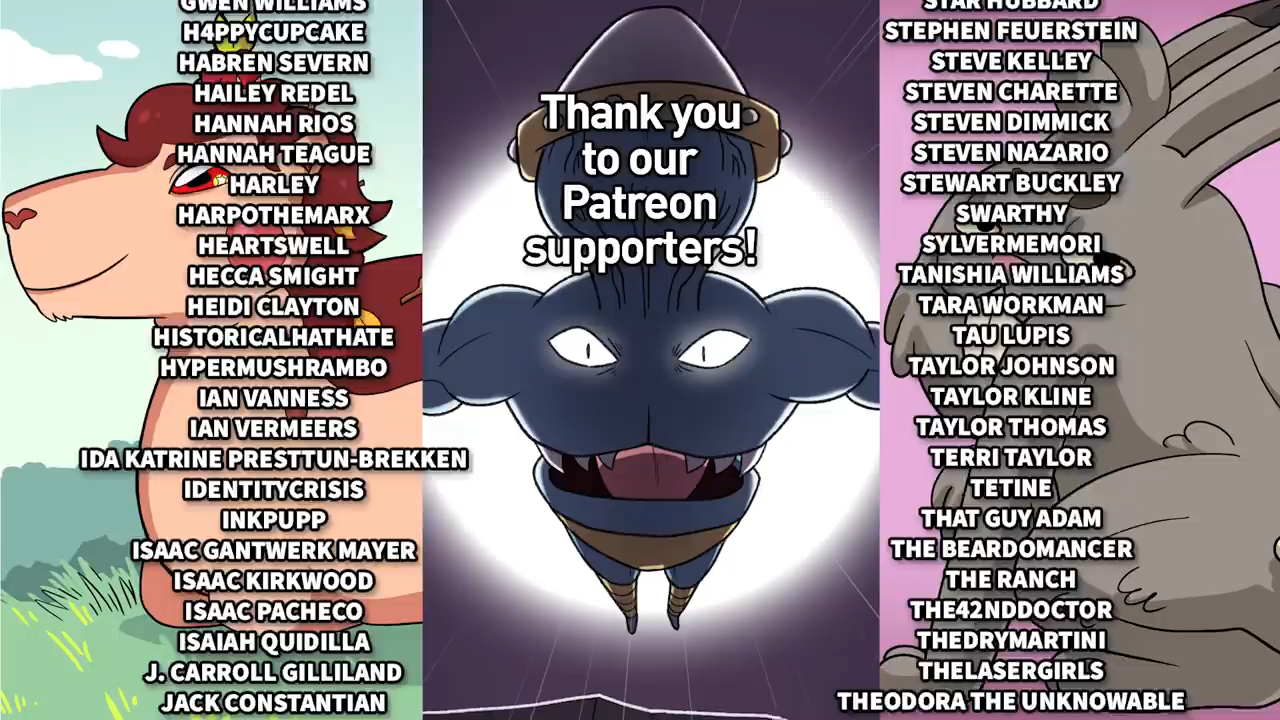 GWEN WILLIAMS
H4PPYCUPCAKE
HABREN SEVERN
HAILEY REDEL
HANNAH RIOS
HANNAH TEAGUE
HARLEY
HARPOTHEMARX
HEARTSWELL
HECCA SMIGHT
HEIDI CLAYTON
HISTORICALHATHATE
HYPERMUSHRAMBO
IAN VANNESS
IAN VERMEERS
IDA KATRINE PRESTTUN-BREKKEN
IDENTITYCRISIS
INKPUPP
ISAAC GANTWERK MAYER
ISAAC KIRKWOOD
ISAAC PACHECO
ISAIAH QUIDILLA
J. CARROLL GILLILAND
JACK CONSTANTIAN
Thank you
to our
Patreon
supporters!
STAR HUBBARD
STEPHEN FEUERSTEIN
STEVE KELLEY
STEVEN CHARETTE
STEVEN DIMMICK
STEVEN NAZARIO
STEWART BUCKLEY
SWARTHY
SYLVERMEMORI
TANISHIA WILLIAMS
TARA WORKMAN
TAU LUPIS
TAYLOR JOHNSON
TAYLOR KLINE
TAYLOR THOMAS
TERRI TAYLOR
TETINE
THAT GUY ADAM
THE BEARDOMANCER
THE RANCH
THE42NDDOCTOR
THEDRYMARTINI
THELASERGIRLS
THEODORA THE UNKNOWABLE